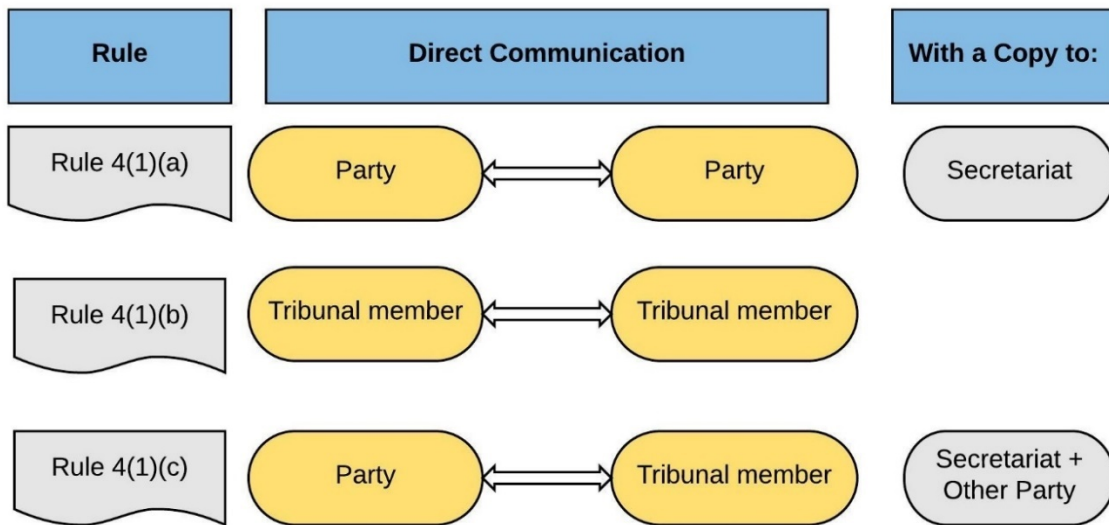 Rule
Direct Communication
With a Copy to:
Rule 4(1)(a)
Party
Party
Secretariat
Rule 4(1)(b)
Tribunal member
Tribunal member
Rule 4(1)(c)
Party
Tribunal member
Secretariat +
Other Party